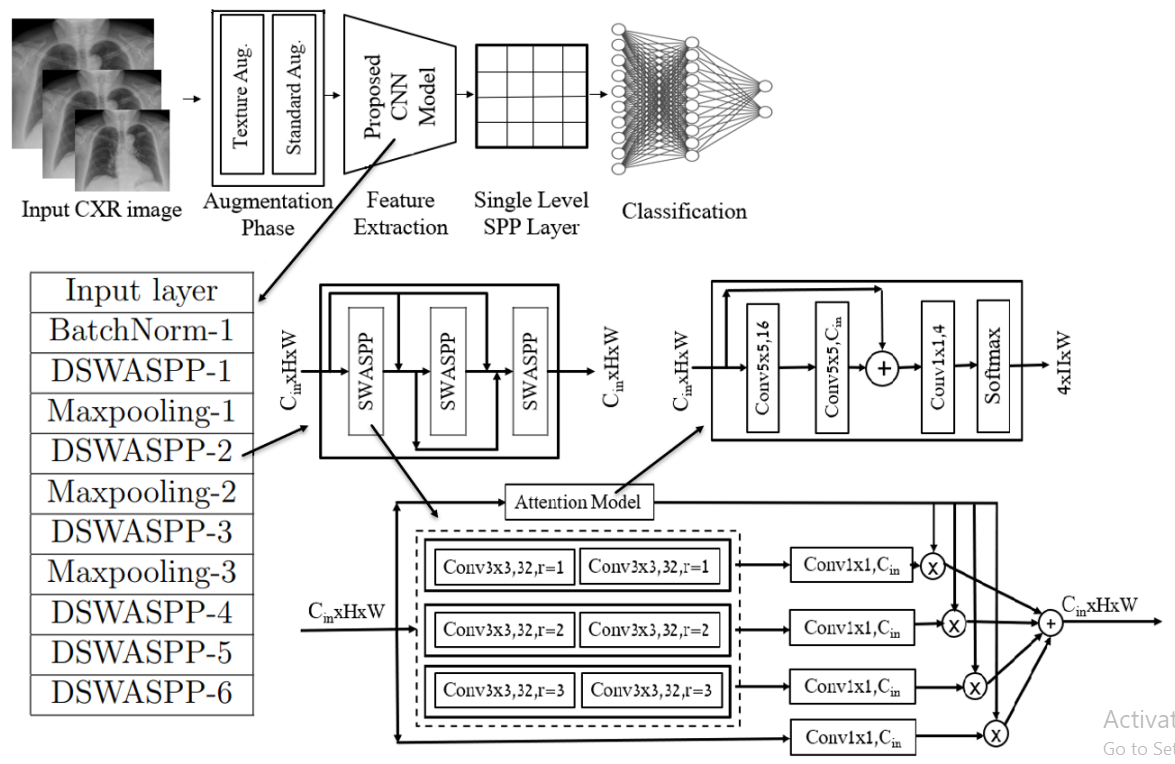 Texture Aug.
Standard Aug.
Proposed
CNN
Model
Input CXR image
Augmentation
Phase
Feature
Extraction
Single Level
SPP Layer
Classification
Input layer
BatchNorm-1
DSWASPP-1
Maxpooling-1
DSWASPP-2
Maxpooling-2
DSWASPP-3
Maxpooling-3
DSWASPP-4
DSWASPP-5
DSWASPP-6
CinxHxW
SWASPP
SWASPP
SWASPP
CinxHxW
CinxHxW
Conv5x5,16
Conv5x5,Cin
+
Conv1x1,4
Softmax
4xHxW
Attention Model
CinxHxW
Conv3x3,32,r=1
Conv3x3,32,r=1
Conv1x1,Cin
X
Conv3x3,32,r=2
Conv3x3,32,r=2
Conv1x1,Cin
X
+
CinxHxW
Conv3x3,32,r=3
Conv3x3,32,r=3
Conv1x1,Cin
X
Conv1x1,Cin
X
Activat
Go to Set